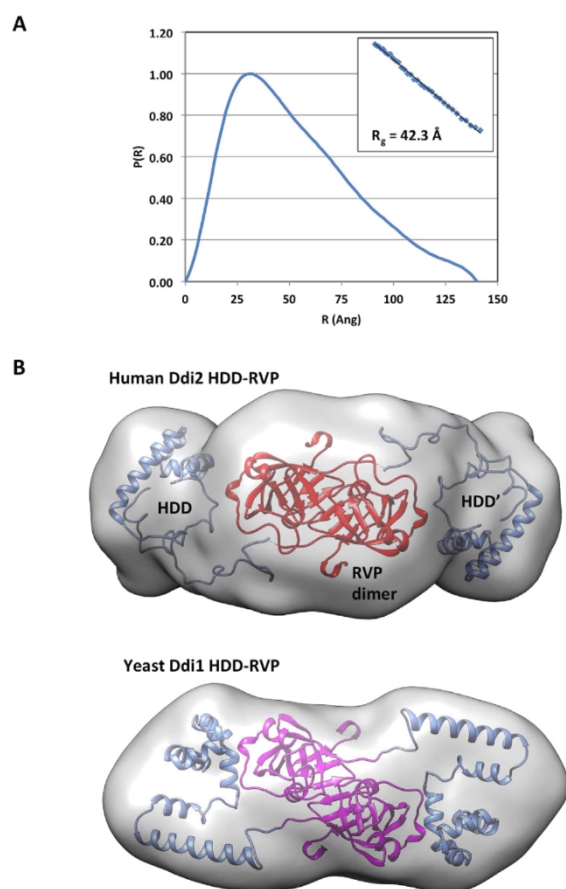 A
1.20
1.00
0.80
0.60
0.40
0.20
0.00
P(R)
0 25 50 75 100 125 150
R (Ang)
Rg = 42.3 Å
B
Human Ddi2 HDD-RVP
HDD
HDD'
RVP
dimer
Yeast Ddi1 HDD-RVP